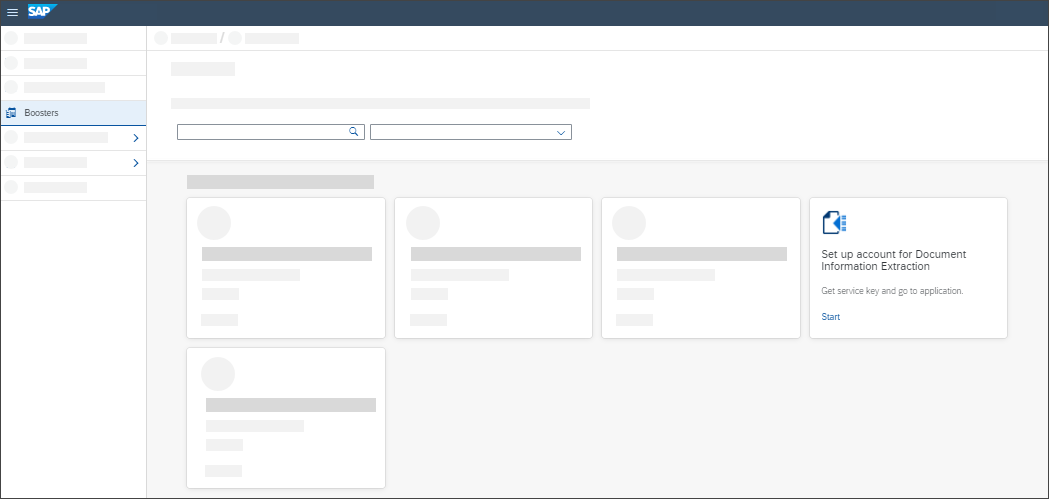 SAP
Boosters
Set up account for Document
Information Extraction
Get service key and go to application.
Start